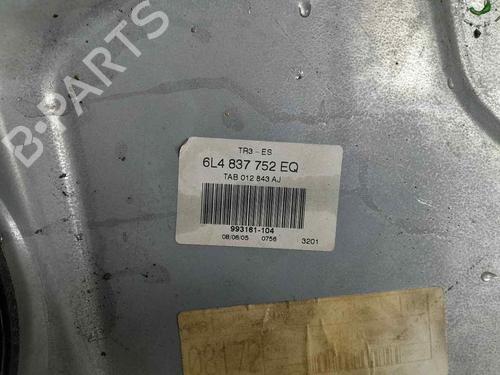 B-PARTS
TR3 - ES
6L4 837 752 EQ
TAB 012 843 AJ
993161-104
08/06/05 0756 3201